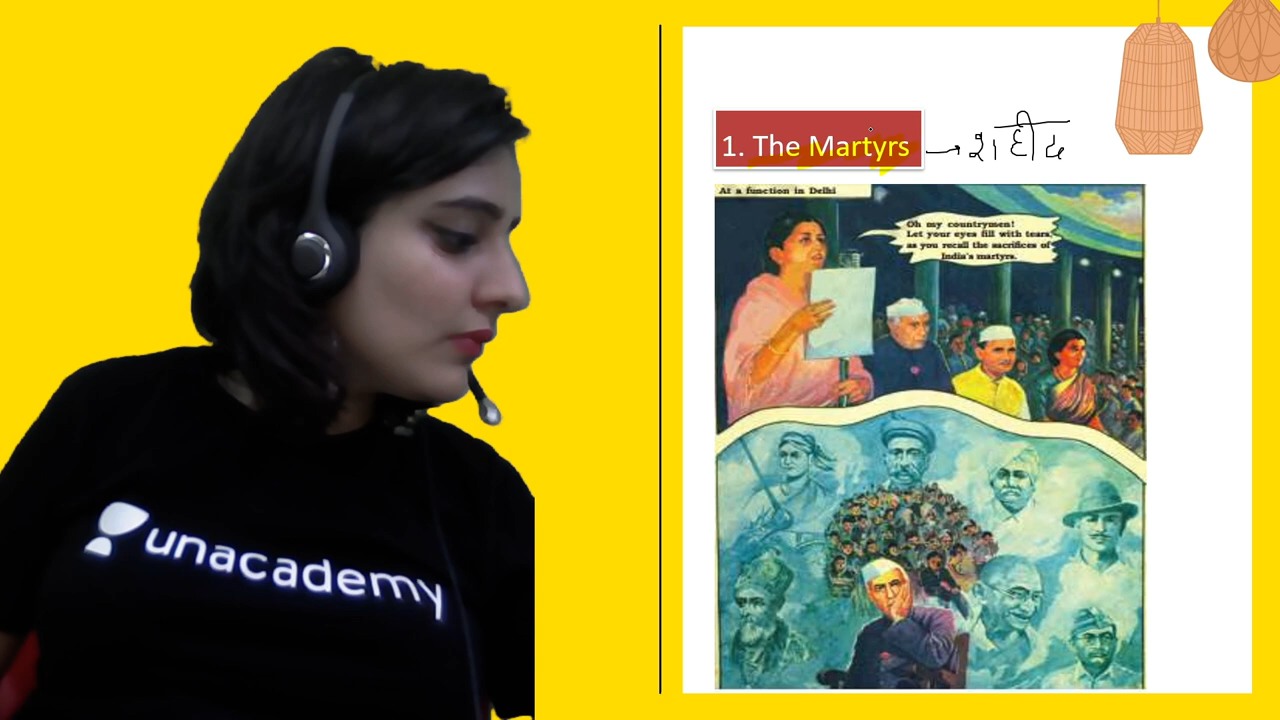 unacademy
1. The Martyrs → शहीद
At a function in Delhi
Oh my countrymen!
Let your eyes fill with tears,
as you recall the sacrifices of
India's martyrs.